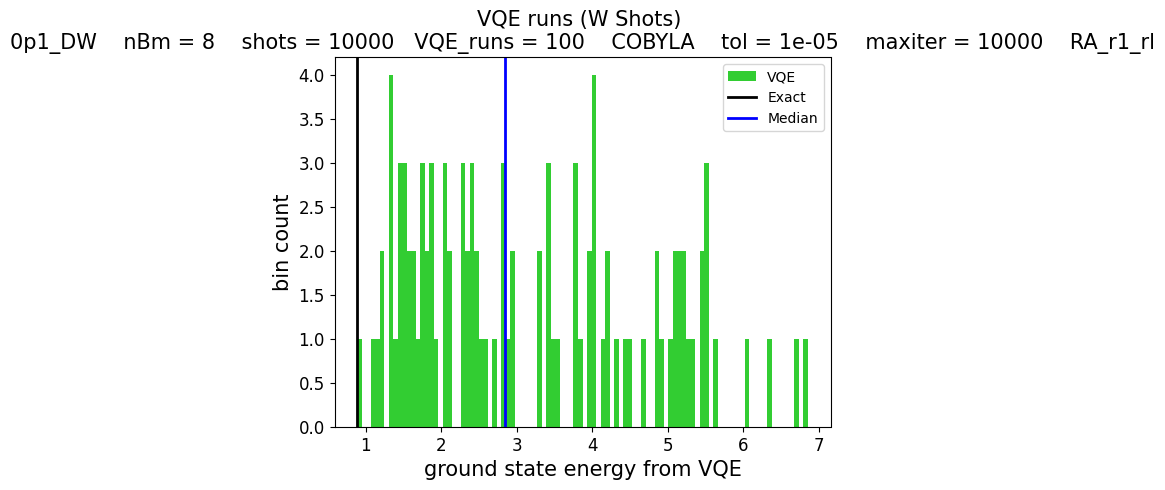 VQE runs (W Shots)
0p1_DW    nBm = 8    shots = 10000   VQE_runs = 100    COBYLA    tol = 1e-05    maxiter = 10000    RA_r1_rl
4.0
3.5
3.0
2.5
2.0
1.5
1.0
0.5
0.0
bin count
VQE
Exact
Median
1 2 3 4 5 6 7
ground state energy from VQE